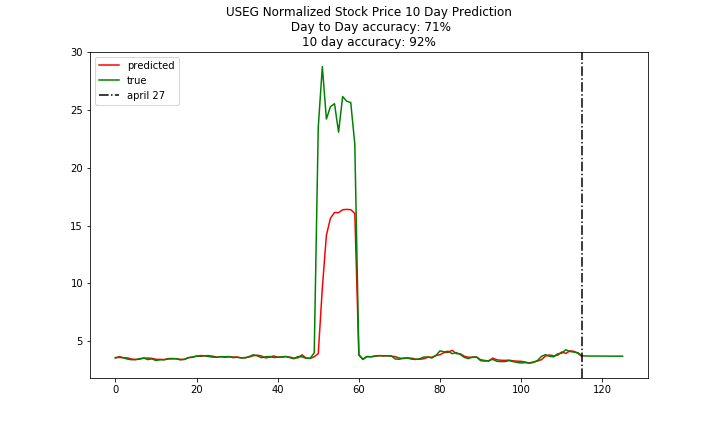 USEG Normalized Stock Price 10 Day Prediction
Day to Day accuracy: 71%
10 day accuracy: 92%
predicted
true
april 27
30
25
20
15
10
5
0
20
40
60
80
100
120